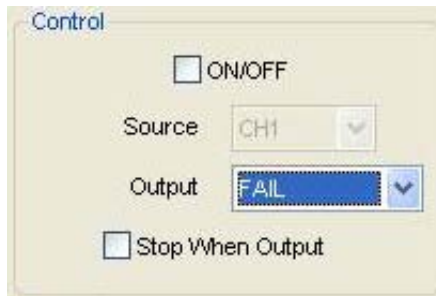 Control
ON/OFF
Source CH1
Output FAIL
Stop When Output